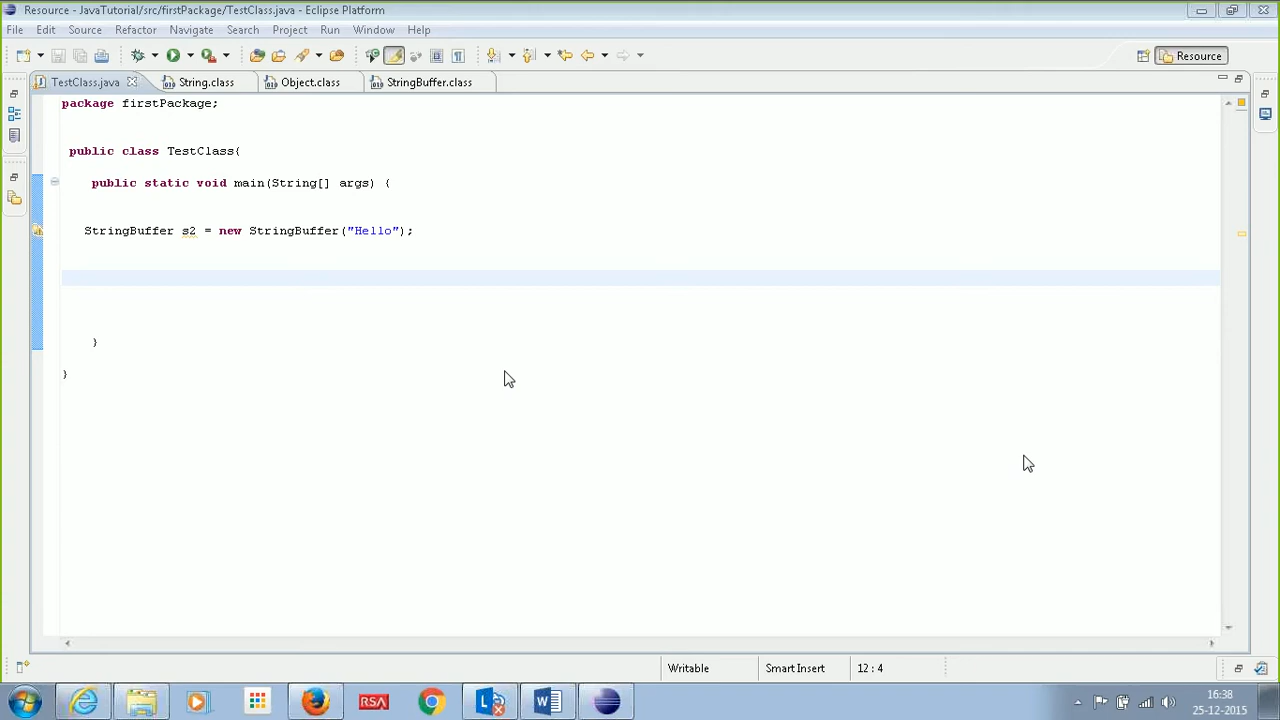 Resource - JavaTutorial/src/firstPackage/TestClass.java - Eclipse Platform
File Edit Source Refactor Navigate Search Project Run Window Help
Resource
TestClass.java String.class Object.class StringBuffer.class
package firstPackage;
public class TestClass{
public static void main(String[] args) {
StringBuffer s2 = new StringBuffer("Hello");
}
}
Writable Smart Insert 12 : 4
RSA
16:38
25-12-2015